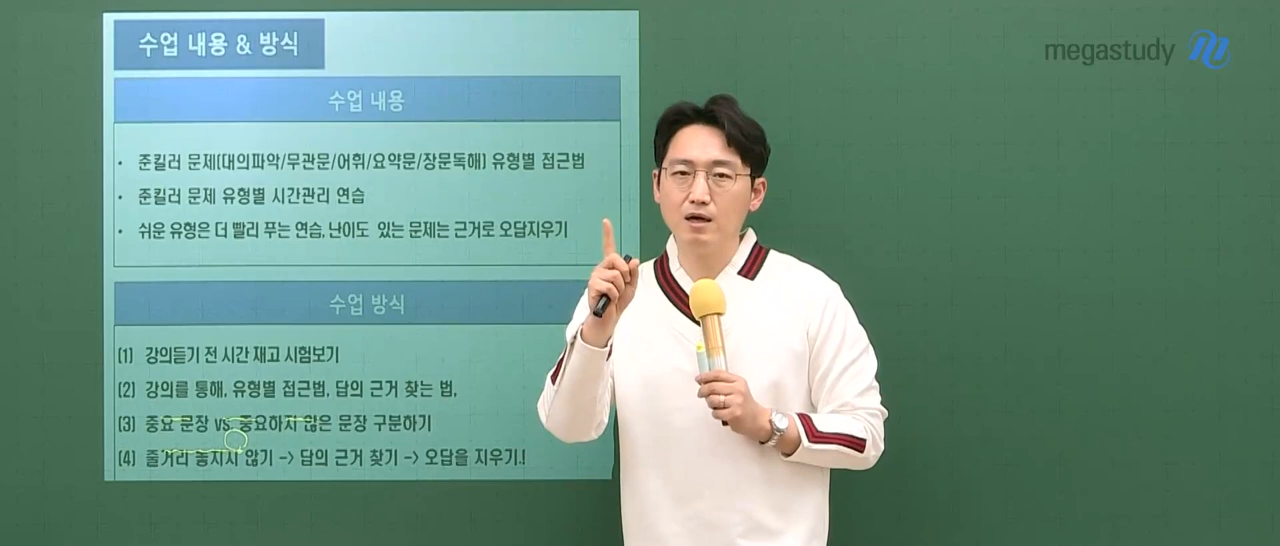 수업 내용 & 방식
megastudy
수업 내용
• 준킬러 문제(대의파악/무관문/어휘/요약문/장문독해) 유형별 접근법
• 준킬러 문제 유형별 시간관리 연습
• 쉬운 유형은 더 빨리 푸는 연습, 난이도 있는 문제는 근거로 오답지우기
수업 방식
(1) 강의듣기 전 시간 재고 시험보기
(2) 강의를 통해, 유형별 접근법, 답의 근거 찾는 법,
(3) 중요 문장 vs. 중요하지 않은 문장 구분하기
(4) 줄거리 놓치지 않기 -> 답의 근거 찾기 -> 오답을 지우기.!